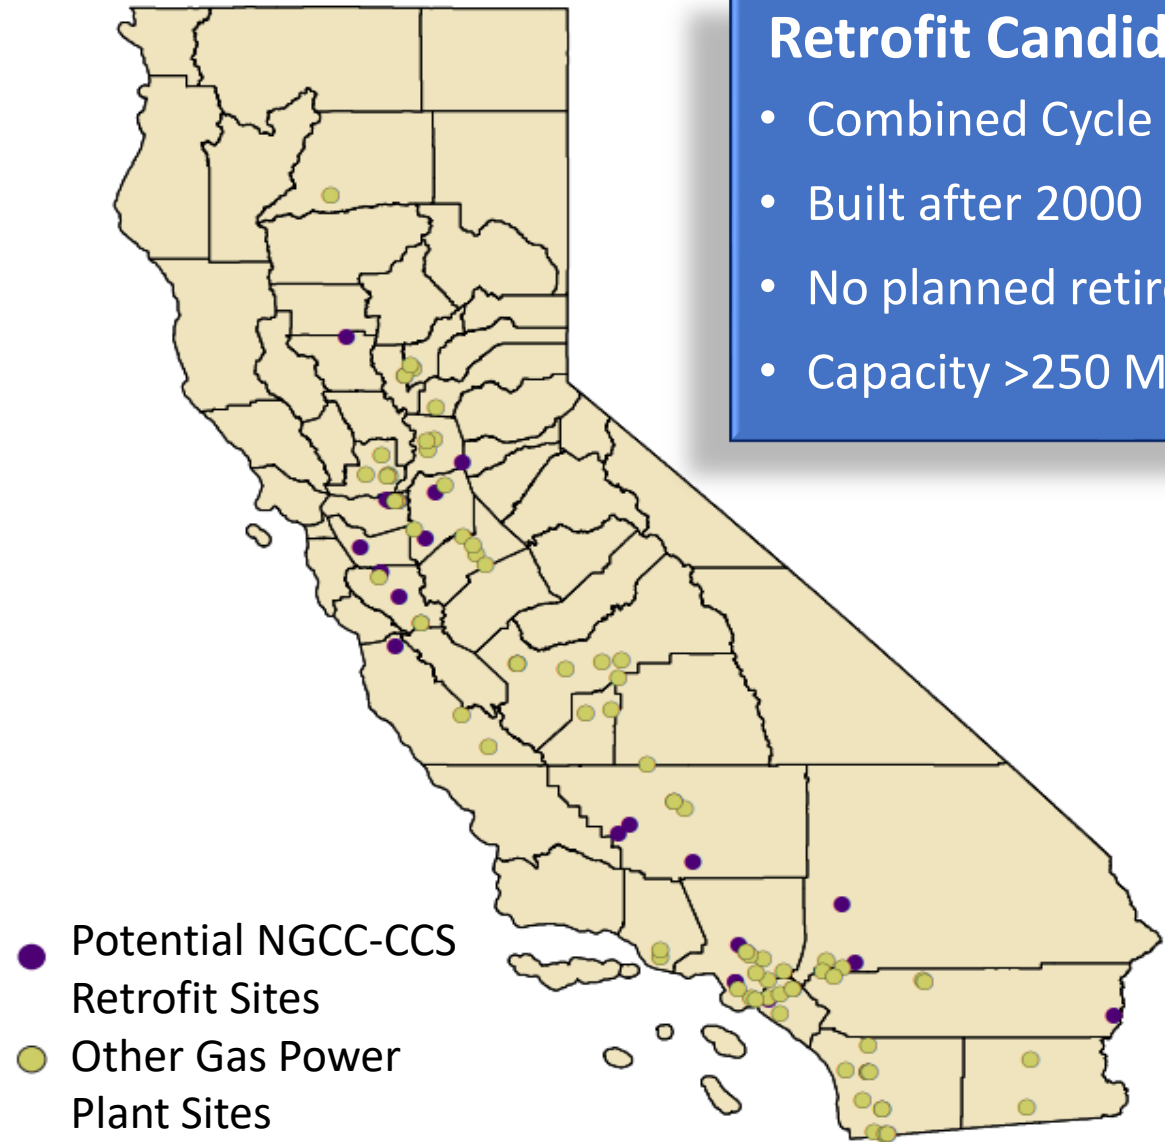 Retrofit Candid
• Combined Cycle
• Built after 2000
• No planned retir
• Capacity >250 M
Potential NGCC-CCS
Retrofit Sites
Other Gas Power
Plant Sites